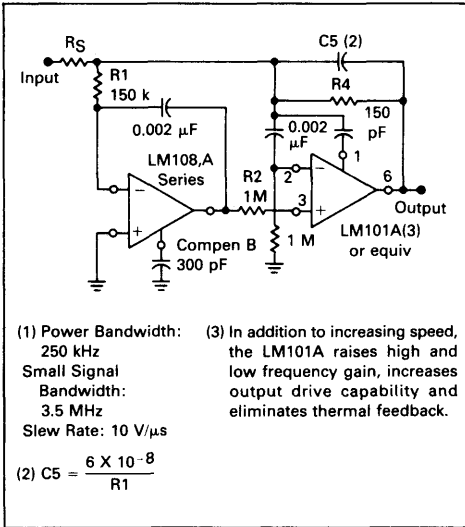 C5 (2)
RS
Input
R1
150 k
R4
150
pF
0.002 μF
0.002
μF
1
LM108,A
Series
R2
1M
2
6
3
Output
Compen B
300 pF
1 M
LM101A(3)
or equiv
(1) Power Bandwidth:
250 kHz
Small Signal
Bandwidth:
3.5 MHz
Slew Rate: 10 V/μs
(2) C5 = 6 X 10-8 / R1
(3) In addition to increasing speed,
the LM101A raises high and
low frequency gain, increases
output drive capability and
eliminates thermal feedback.